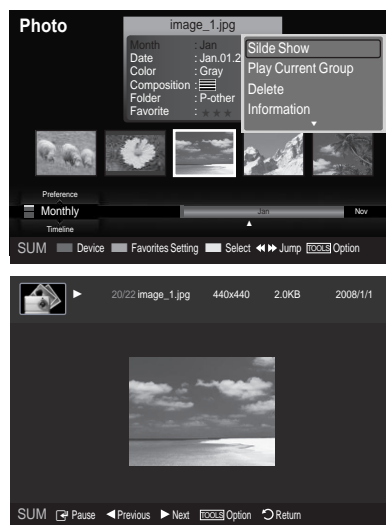 Photo
image_1.jpg
Month : Jan
Date : Jan.01.2
Color : Gray
Composition :
Folder : P-other
Favorite : ★★★
Silde Show
Play Current Group
Delete
Information
Preference
Monthly
Timeline
Jan
Nov
SUM Device Favorites Setting Select Jump TOOLS Option
20/22 image_1.jpg 440x440 2.0KB 2008/1/1
SUM Pause Previous Next TOOLS Option Return